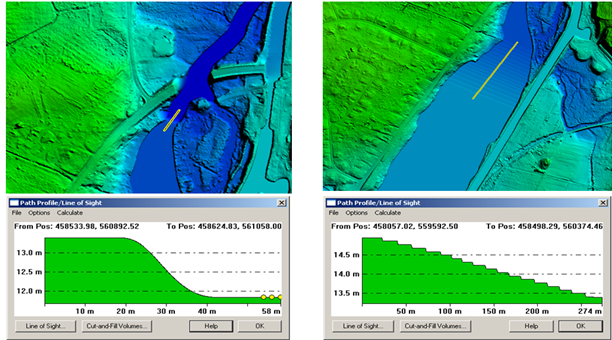 Path Profile/Line of Sight
File Options Calculate
From Pos: 458533.98, 560892.52 To Pos: 458624.83, 561058.00
13.0 m
12.5 m
12.0 m
10 m 20 m 30 m 40 m 58 m
Line of Sight... Cut-and-Fill Volumes... Help OK
Path Profile/Line of Sight
File Options Calculate
From Pos: 458057.02, 559592.50 To Pos: 458498.29, 560374.46
14.5 m
14.0 m
13.5 m
50 m 100 m 150 m 200 m 274 m
Line of Sight... Cut-and-Fill Volumes... Help OK